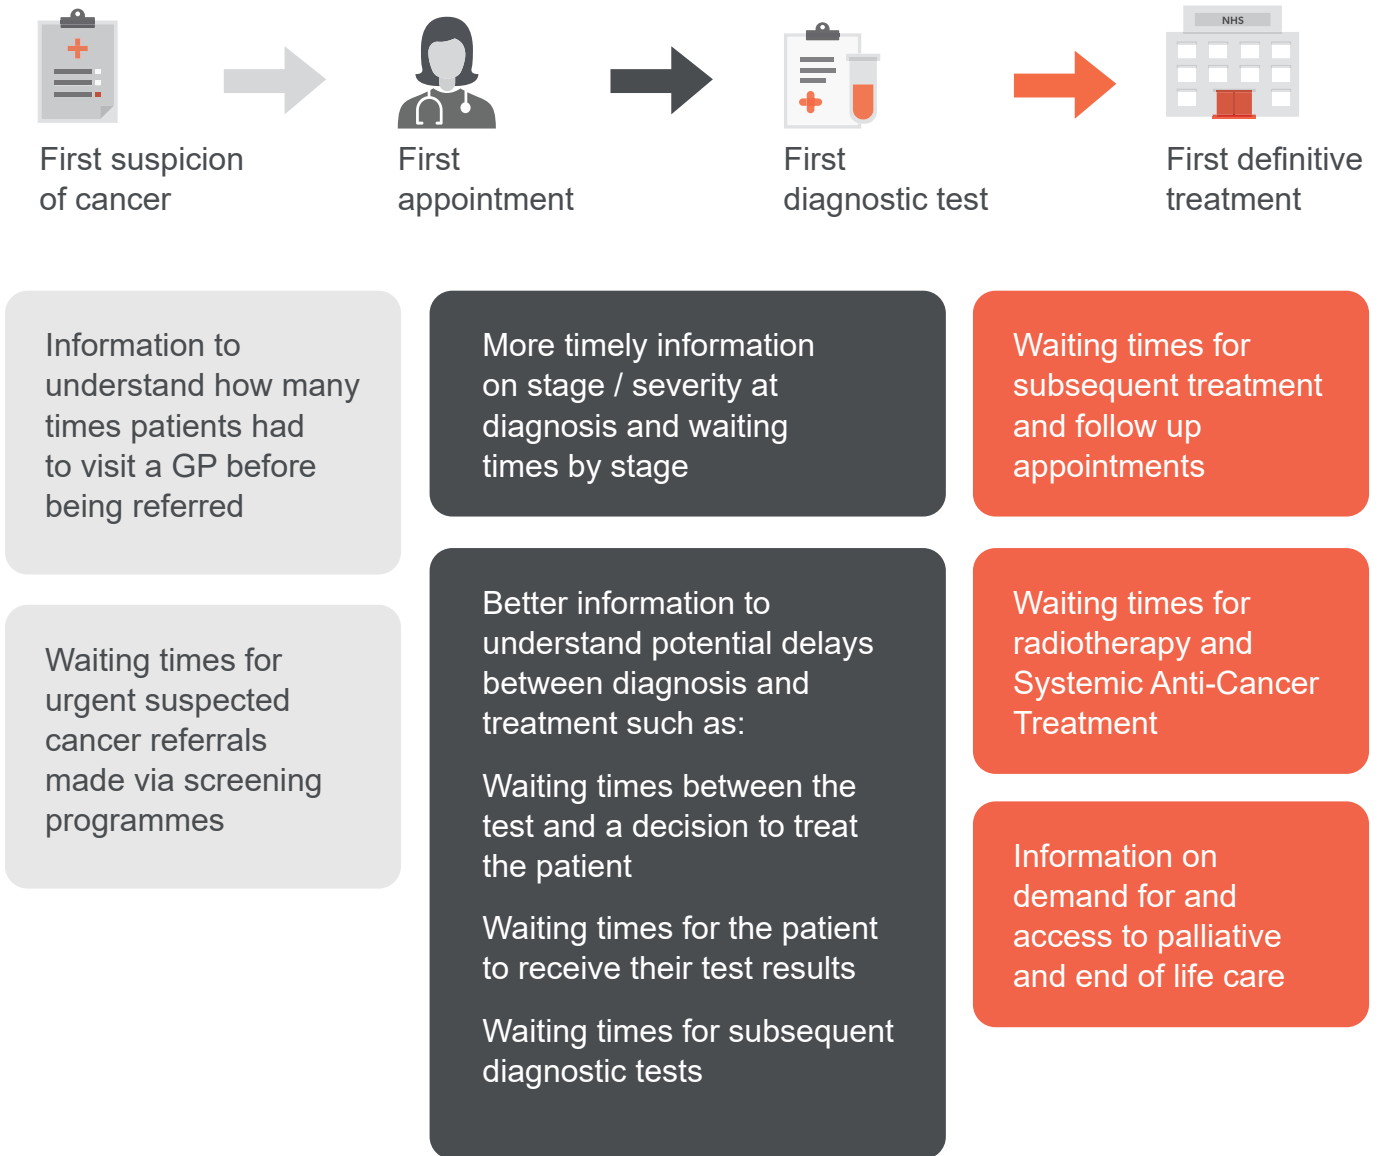 NHS
First suspicion
of cancer
First
appointment
First
diagnostic test
First definitive
treatment
Information to
understand how many
times patients had
to visit a GP before
being referred
Waiting times for
urgent suspected
cancer referrals
made via screening
programmes
More timely information
on stage / severity at
diagnosis and waiting
times by stage
Better information to
understand potential delays
between diagnosis and
treatment such as:
Waiting times between the
test and a decision to treat
the patient
Waiting times for the patient
to receive their test results
Waiting times for subsequent
diagnostic tests
Waiting times for
subsequent treatment
and follow up
appointments
Waiting times for
radiotherapy and
Systemic Anti-Cancer
Treatment
Information on
demand for and
access to palliative
and end of life care